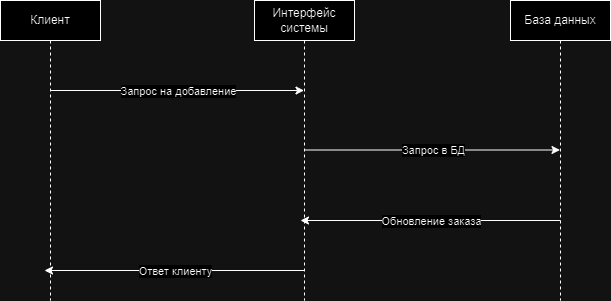 Клиент
Интерфейс
системы
База данных
Запрос на добавление
Запрос в БД
Обновление заказа
Ответ клиенту